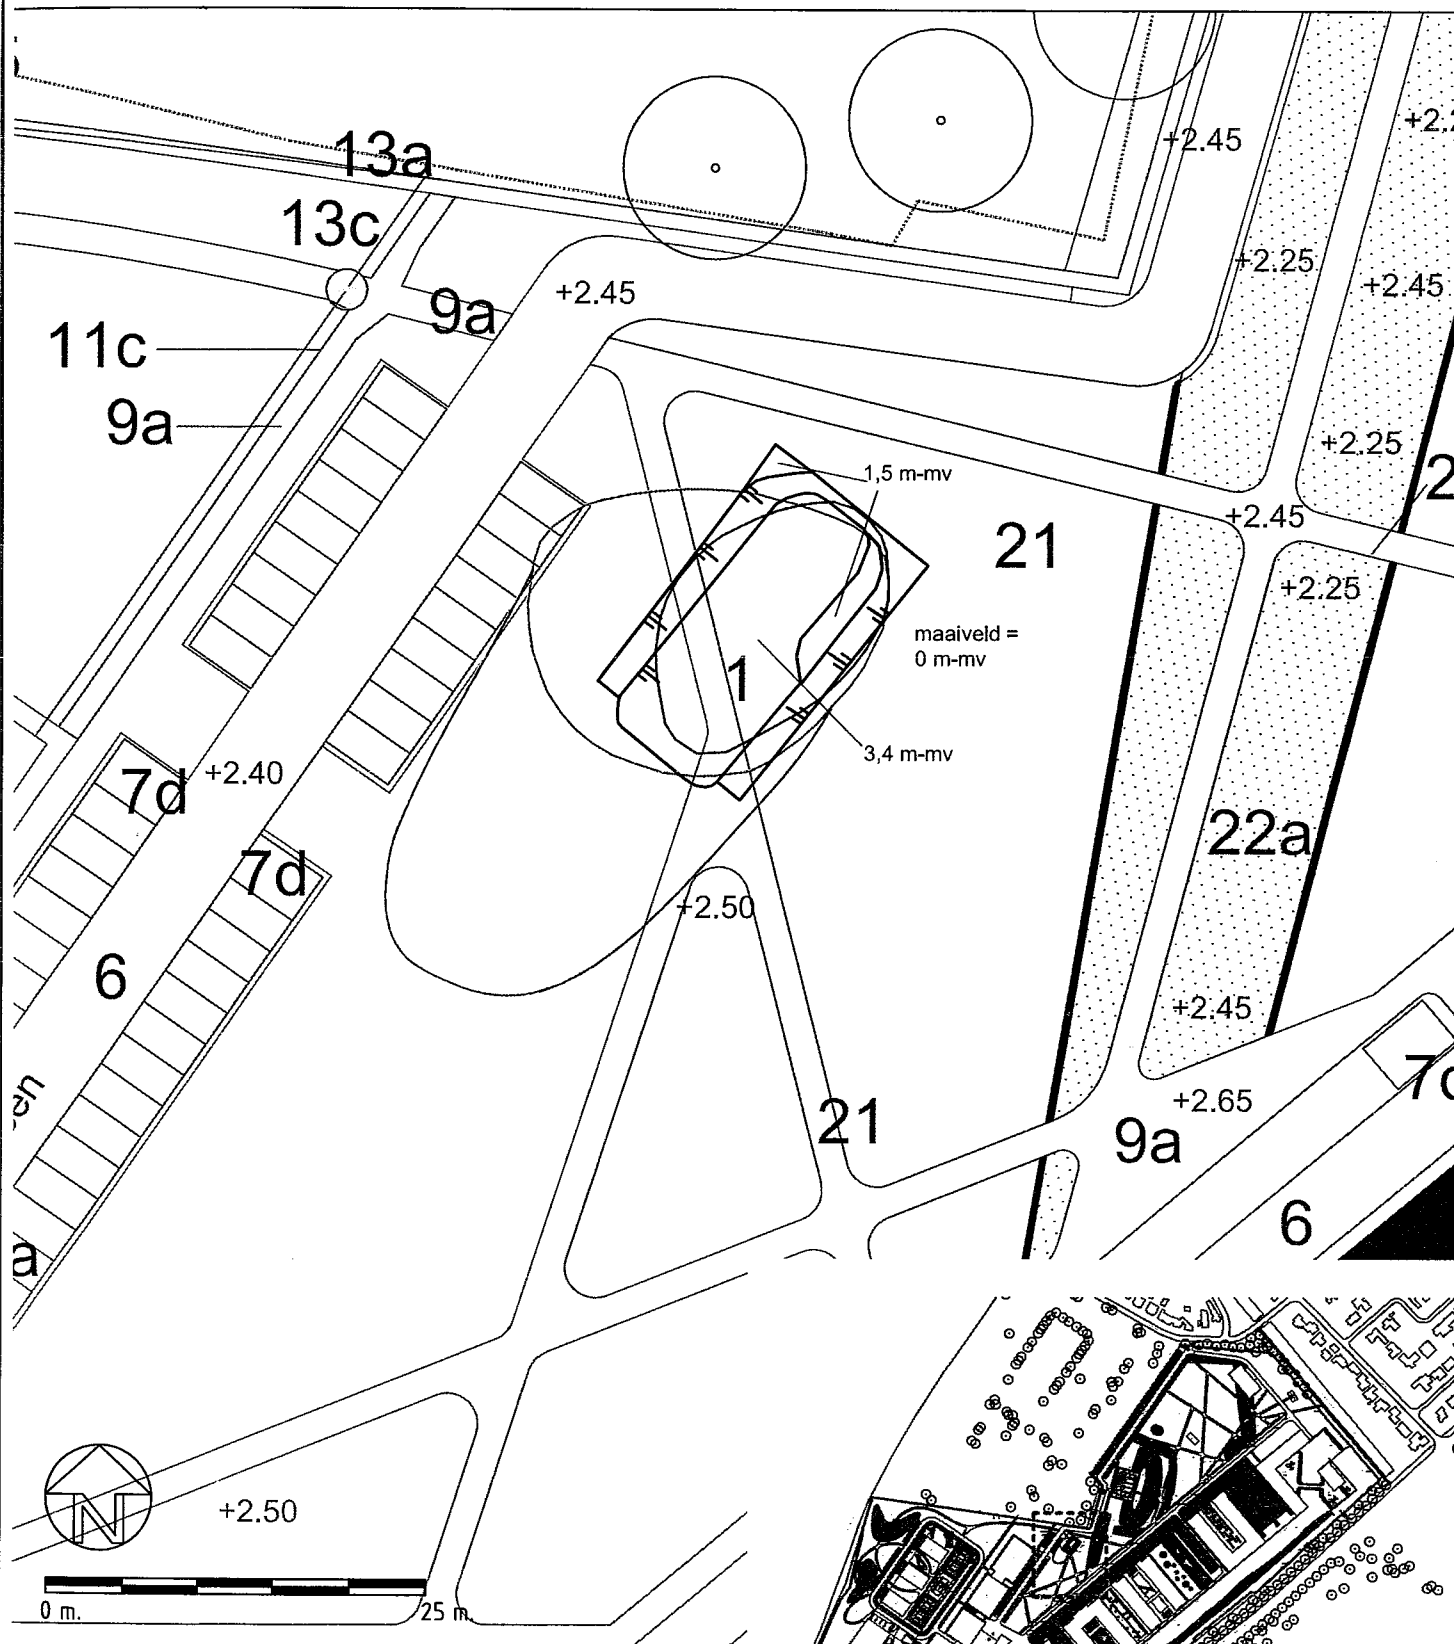 13a
+2.45
13c
+2.25
+2.45
9a
+2.45
11c
9a
+2.25
1,5 m-mv
+2.45
21
+2.25
maaiveld =
0 m-mv
1
3,4 m-mv
+2.40
7d
22a
7d
+2.50
6
+2.45
+2.65
21
9a
6
a
N
+2.50
0 m.
25 m.